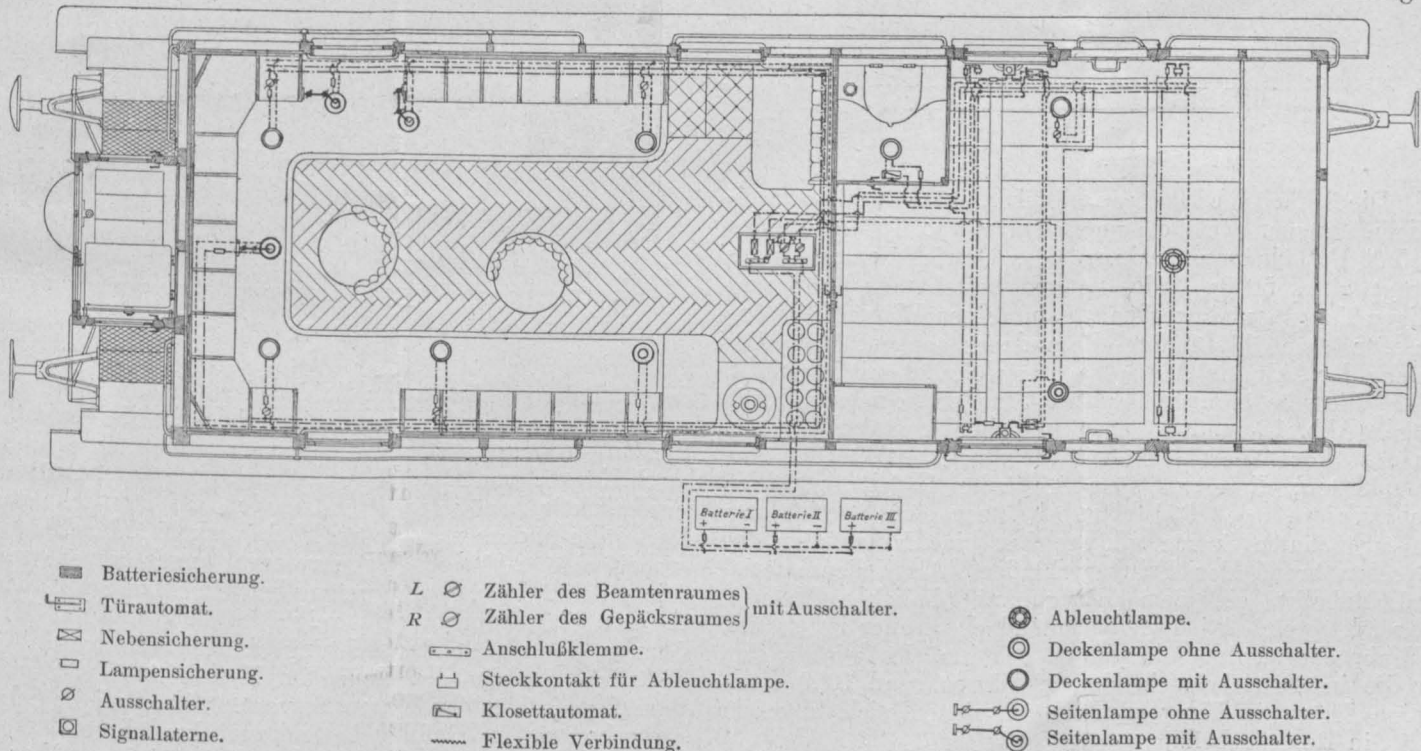 Batterie I
+ -
Batterie II
+ -
Batterie III
+ -
Batteriesicherung.
Türautomat.
Nebensicherung.
Lampensicherung.
Ausschalter.
Signallaterne.
L Zähler des Beamtenraumes
R Zähler des Gepäcksraumes
mit Ausschalter.
Anschlußklemme.
Steckkontakt für Ableuchtlampe.
Klosettautomat.
Flexible Verbindung.
Ableuchtlampe.
Deckenlampe ohne Ausschalter.
Deckenlampe mit Ausschalter.
Seitenlampe ohne Ausschalter.
Seitenlampe mit Ausschalter.